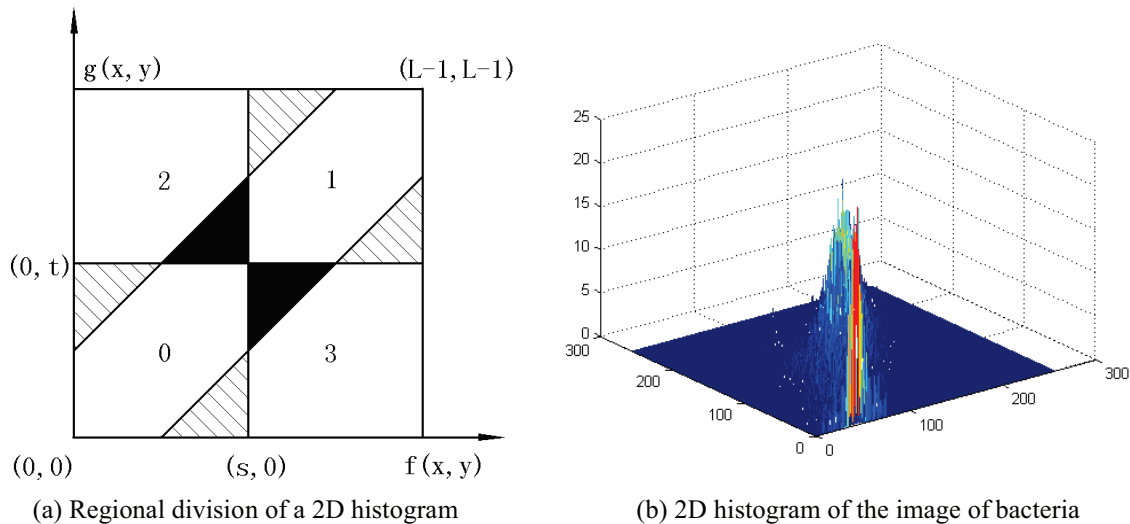 g(x, y)
(L-1, L-1)
2
1
(0, t)
0
3
(0, 0)
(s, 0)
f(x, y)
25
20
15
10
5
0
300
200
100
0
0
100
200
300
(a) Regional division of a 2D histogram
(b) 2D histogram of the image of bacteria